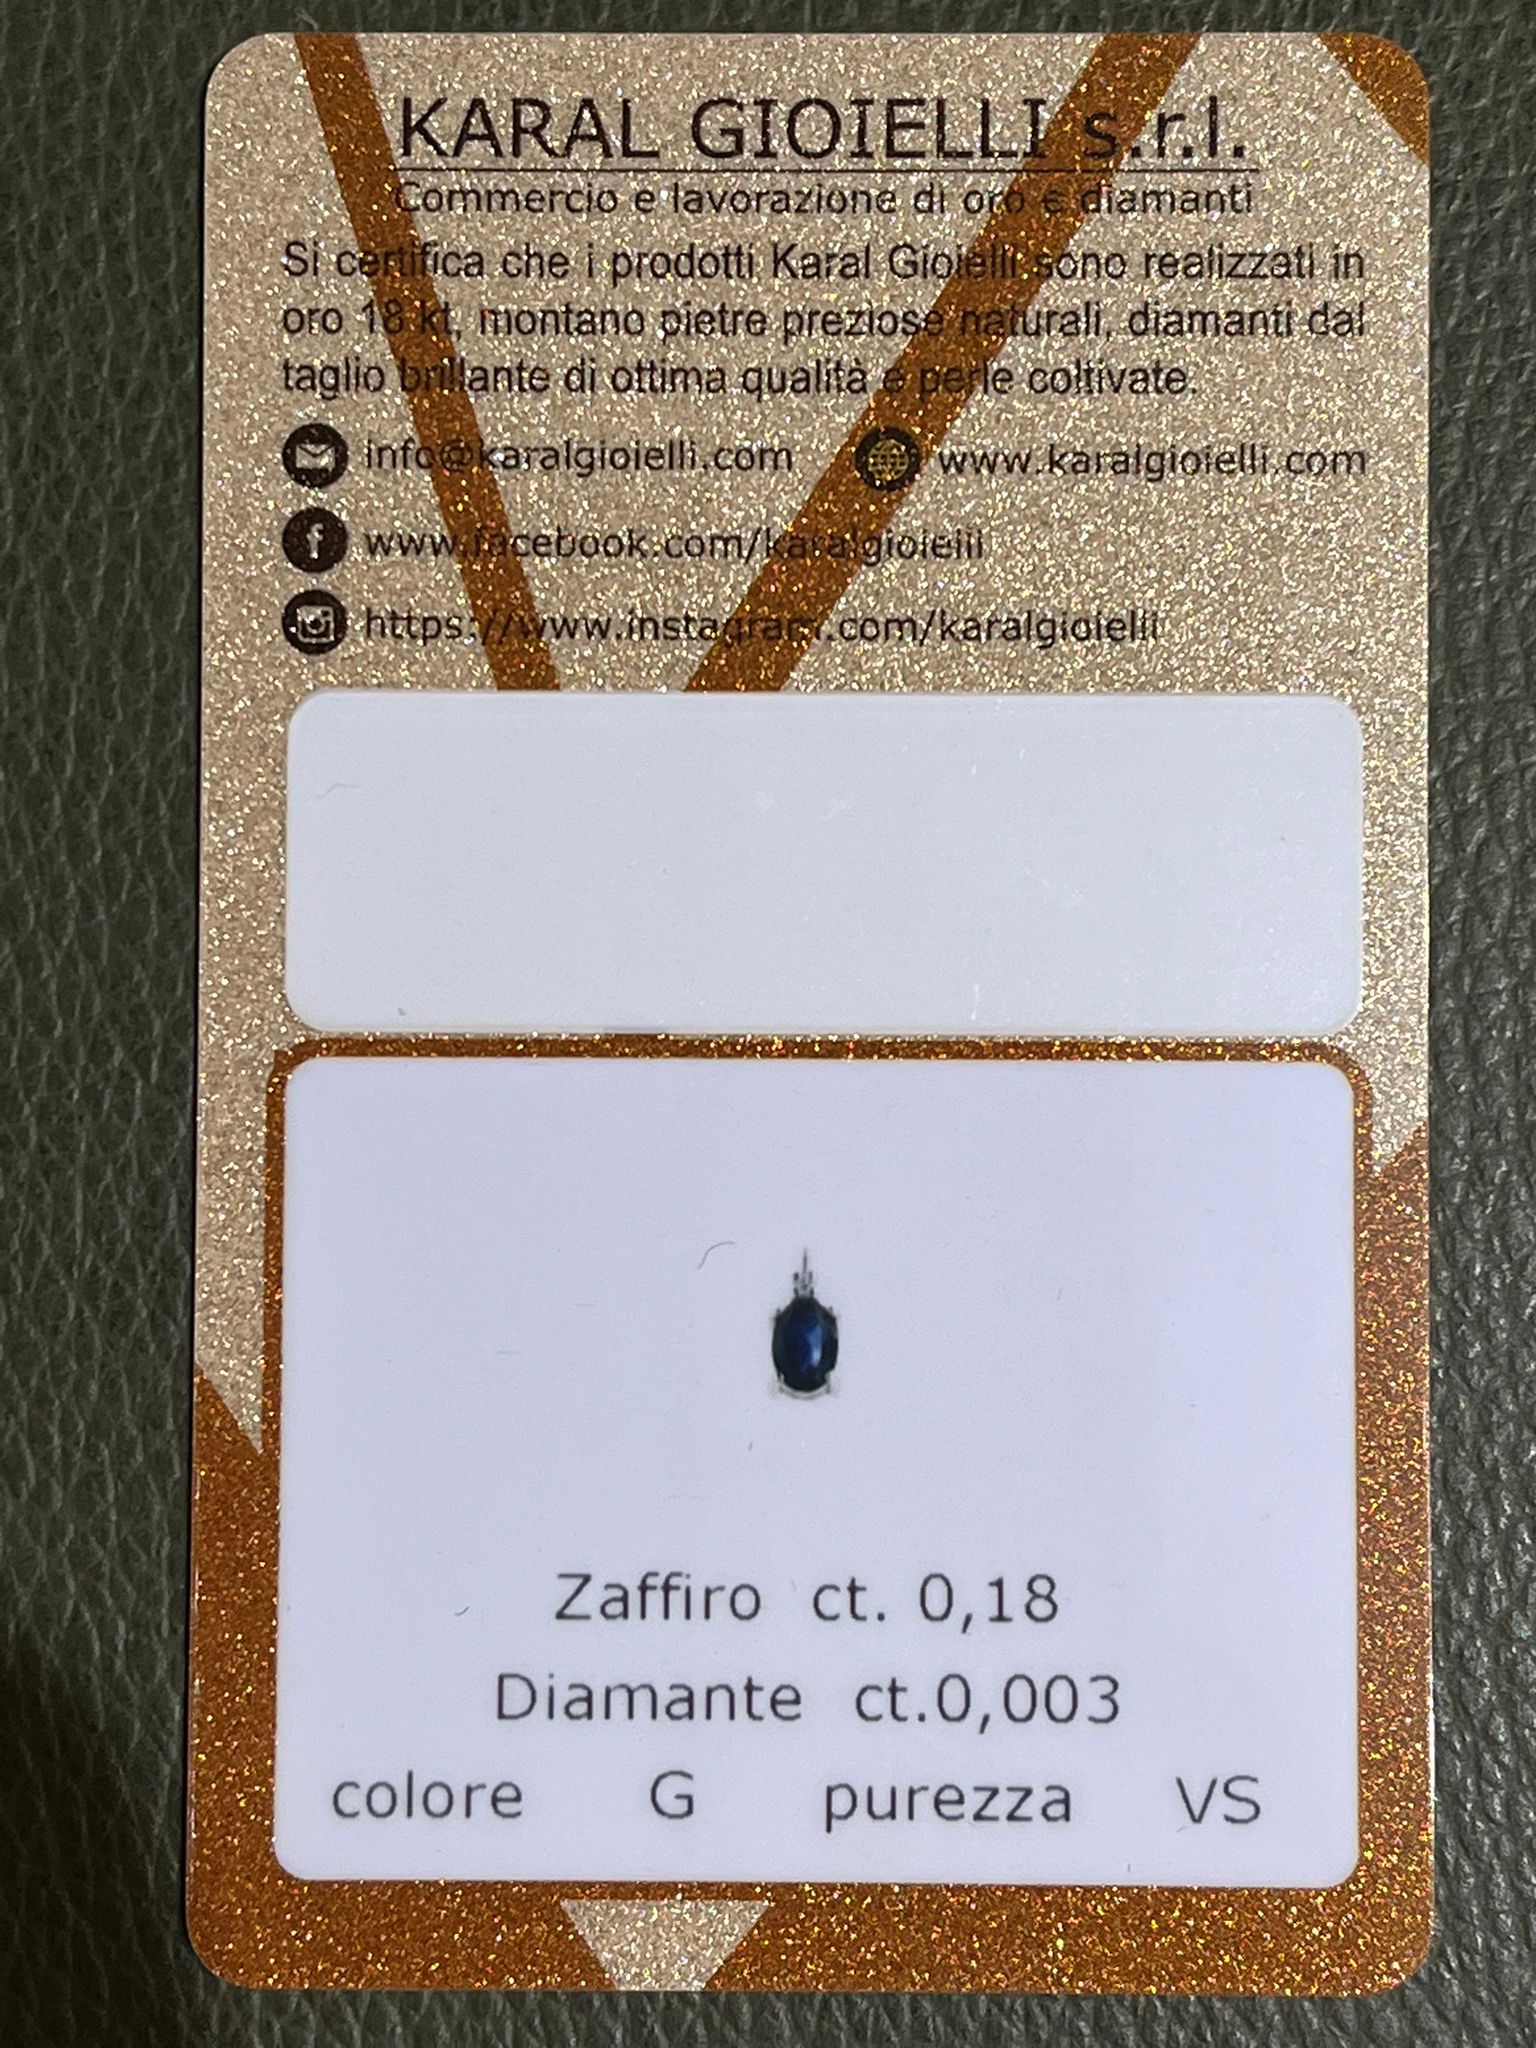 KARAL GIOIELLI s.r.l.
Commercio e lavorazione di oro e diamanti
Si certifica che i prodotti Karal Gioielli sono realizzati in
oro 18 kt, montano pietre preziose naturali, diamanti dal
taglio brillante di ottima qualità e perle coltivate.
info@karalgioielli.com www.karalgioielli.com
www.facebook.com/karalgioielli
https://www.instagram.com/karalgioielli
Zaffiro ct. 0,18
Diamante ct.0,003
colore G purezza VS